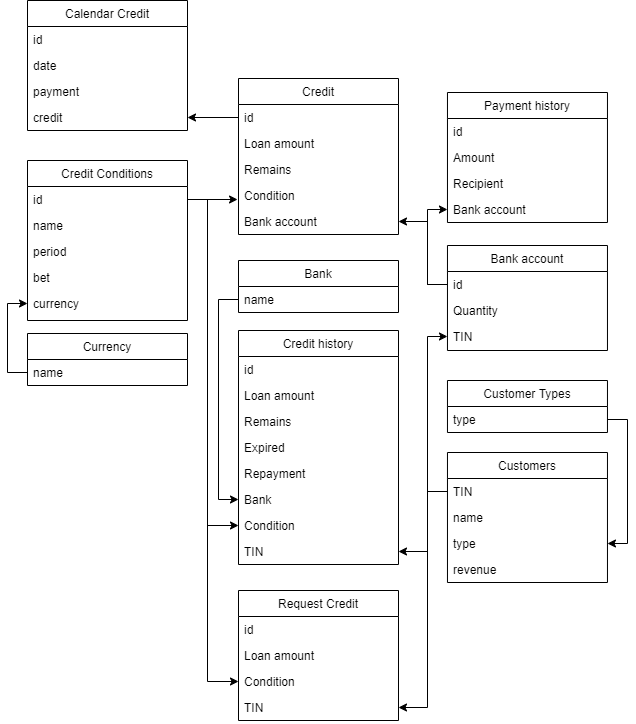 Calendar Credit
id
date
payment
credit
Credit Conditions
id
name
period
bet
currency
Currency
name
Credit
id
Loan amount
Remains
Condition
Bank account
Bank
name
Credit history
id
Loan amount
Remains
Expired
Repayment
Bank
Condition
TIN
Request Credit
id
Loan amount
Condition
TIN
Payment history
id
Amount
Recipient
Bank account
Bank account
id
Quantity
TIN
Customer Types
type
Customers
TIN
name
type
revenue